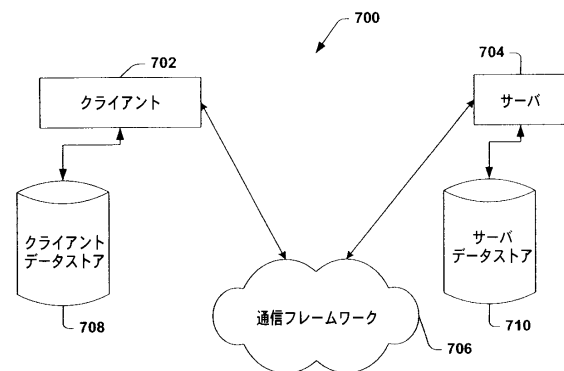 700
702
704
クライアント
サーバ
クライアント
データストア
サーバ
データストア
通信フレームワーク
708
706
710